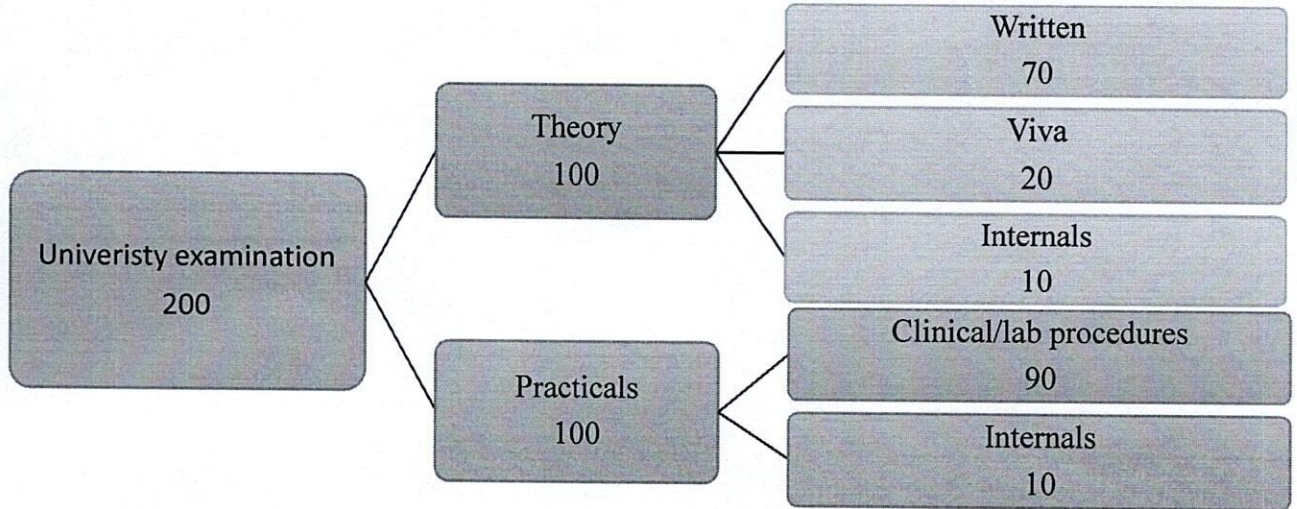 Univeristy examination
200
Theory
100
Written
70
Viva
20
Internals
10
Practicals
100
Clinical/lab procedures
90
Internals
10